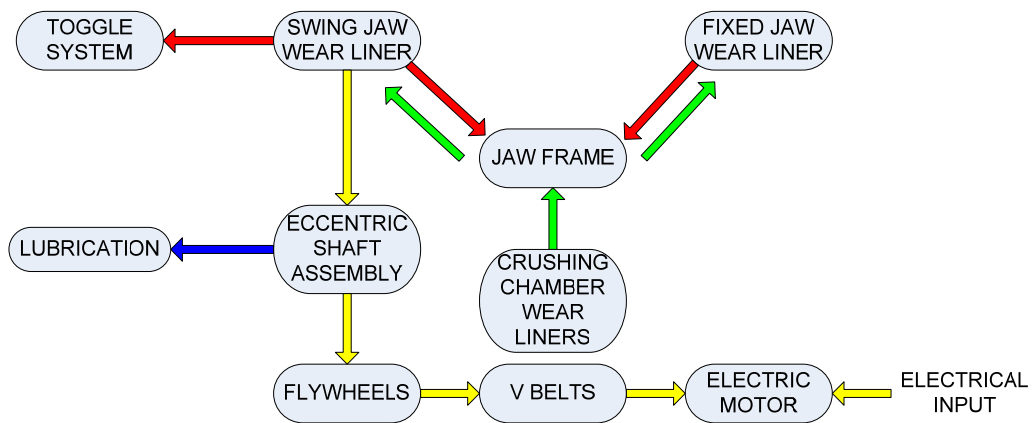 TOGGLE
SYSTEM
SWING JAW
WEAR LINER
FIXED JAW
WEAR LINER
JAW FRAME
LUBRICATION
ECCENTRIC
SHAFT
ASSEMBLY
CRUSHING
CHAMBER
WEAR
LINERS
FLYWHEELS
V BELTS
ELECTRIC
MOTOR
ELECTRICAL
INPUT